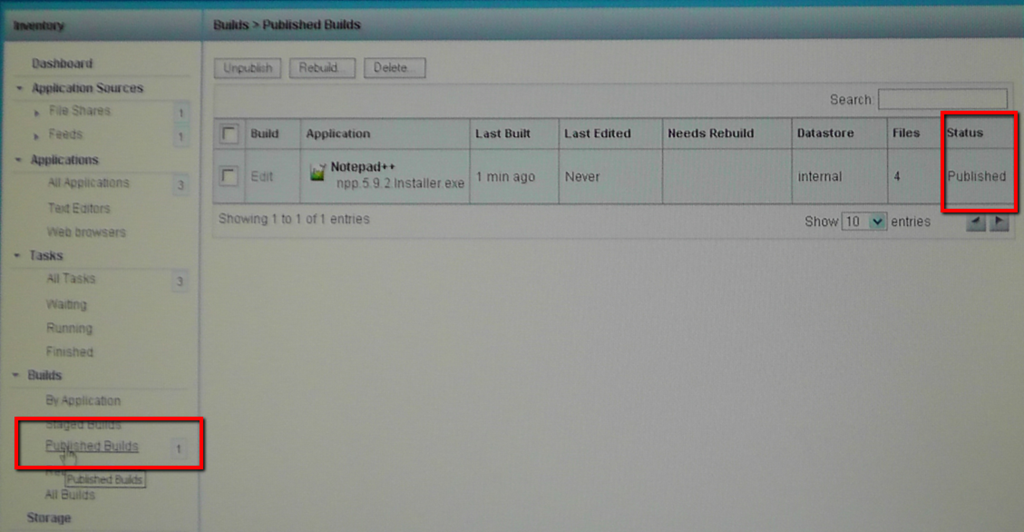 Inventory
Builds > Published Builds
Dashboard
Application Sources
File Shares 1
Feeds 1
Applications
All Applications 3
Text Editors
Web browsers
Tasks
All Tasks 3
Waiting
Running
Finished
Builds
By Application
Staged Builds
Published Builds 1
Published Builds
All Builds
Storage
Unpublish Rebuild... Delete...
Search:
Build Application Last Built Last Edited Needs Rebuild Datastore Files Status
Edit Notepad++ 1 min ago Never internal 4 Published
npp.5.9.2.Installer.exe
Showing 1 to 1 of 1 entries
Show 10 entries